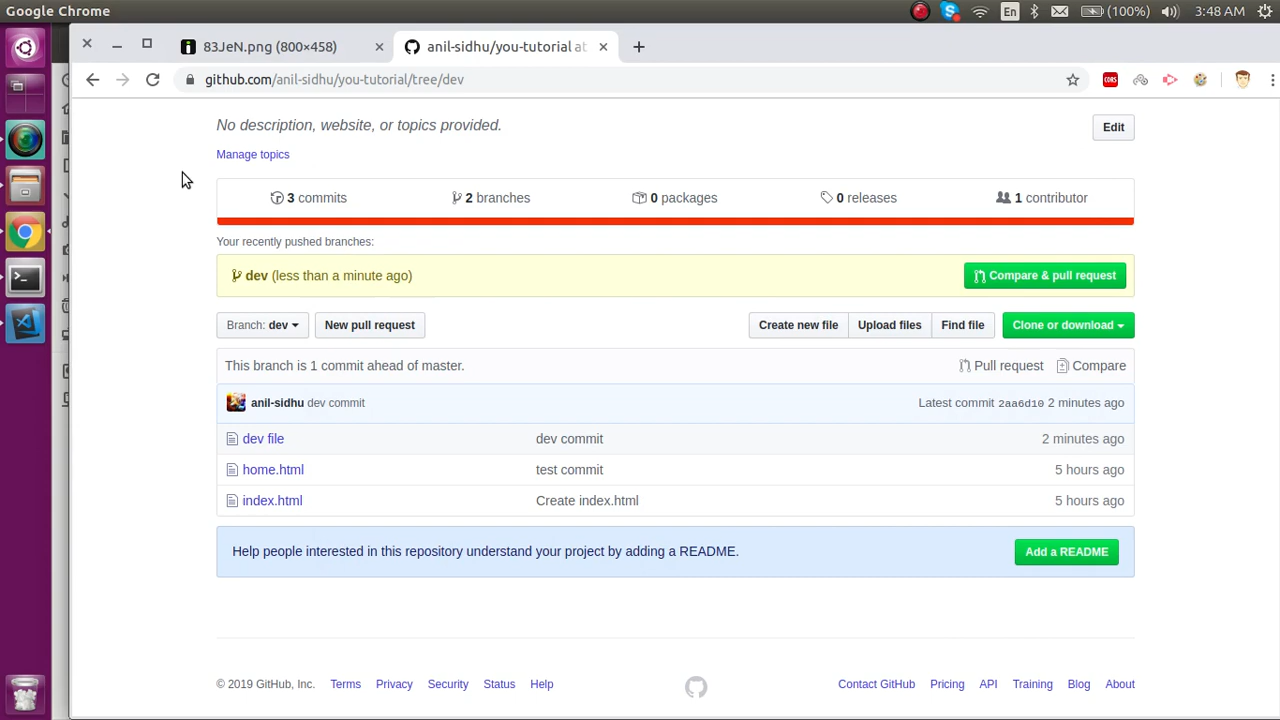 Google Chrome
En
(100%)
3:48 AM
83JeN.png (800×458)
anil-sidhu/you-tutorial at
github.com/anil-sidhu/you-tutorial/tree/dev
CORS
No description, website, or topics provided.
Edit
Manage topics
3 commits
2 branches
0 packages
0 releases
1 contributor
Your recently pushed branches:
dev (less than a minute ago)
Compare & pull request
Branch: dev
New pull request
Create new file
Upload files
Find file
Clone or download
This branch is 1 commit ahead of master.
Pull request
Compare
anil-sidhu dev commit
Latest commit 2aa6d10 2 minutes ago
dev file
dev commit
2 minutes ago
home.html
test commit
5 hours ago
index.html
Create index.html
5 hours ago
Help people interested in this repository understand your project by adding a README.
Add a README
© 2019 GitHub, Inc.
Terms
Privacy
Security
Status
Help
Contact GitHub
Pricing
API
Training
Blog
About